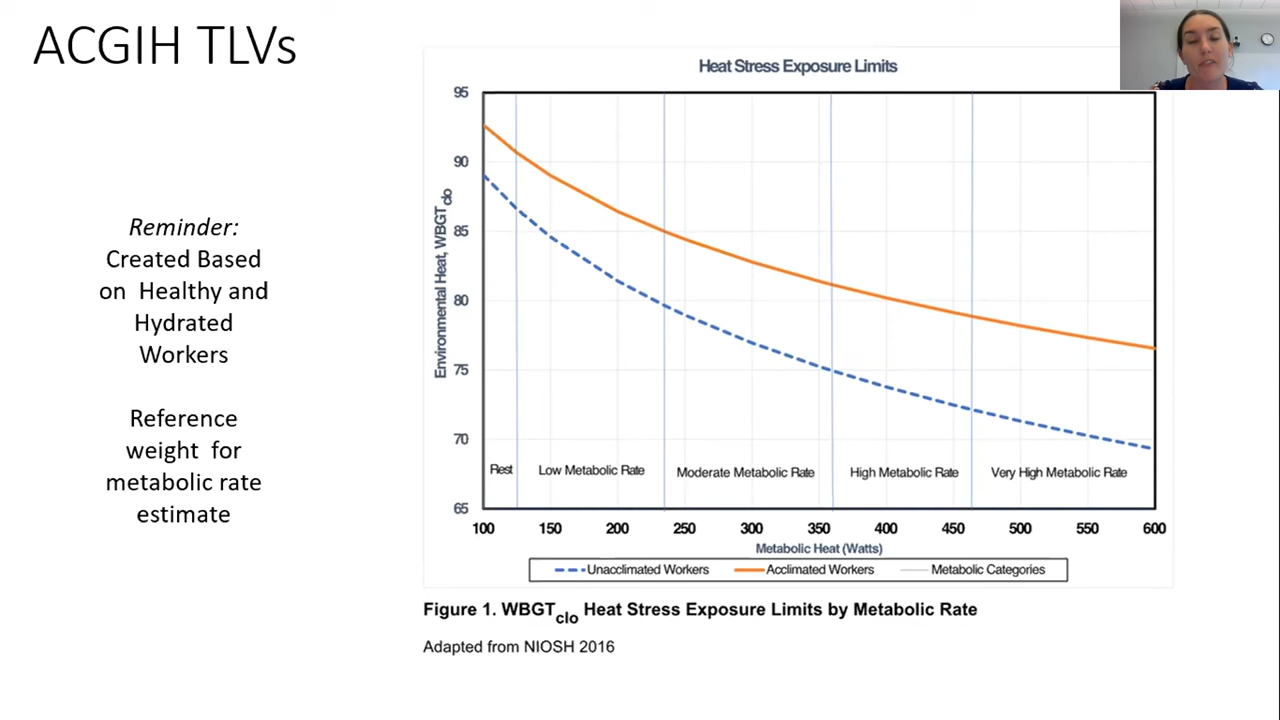 ACGIH TLVs
Reminder:
Created Based
on Healthy and
Hydrated
Workers
Reference
weight for
metabolic rate
estimate
Heat Stress Exposure Limits
Environmental Heat, WBGTclo
95
90
85
80
75
70
65
Rest
Low Metabolic Rate
Moderate Metabolic Rate
High Metabolic Rate
Very High Metabolic Rate
100 150 200 250 300 350 400 450 500 550 600
Metabolic Heat (Watts)
Unacclimated Workers Acclimated Workers Metabolic Categories
Figure 1. WBGTclo Heat Stress Exposure Limits by Metabolic Rate
Adapted from NIOSH 2016